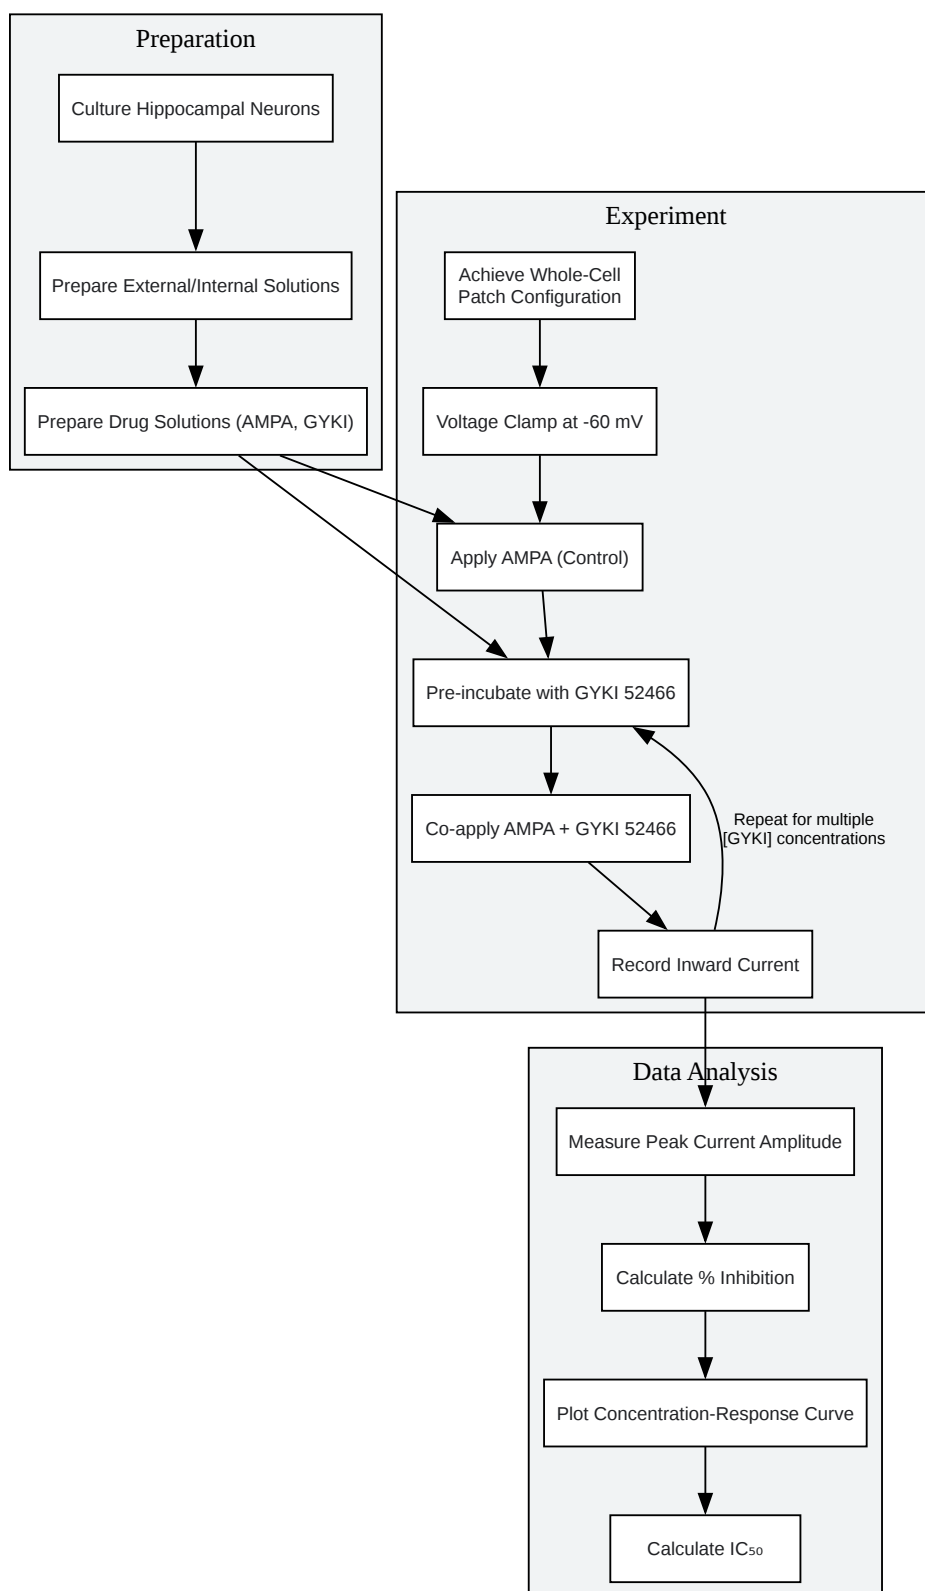 Preparation
Culture Hippocampal Neurons
Prepare External/Internal Solutions
Prepare Drug Solutions (AMPA, GYKI)
Experiment
Achieve Whole-Cell
Patch Configuration
Voltage Clamp at -60 mV
Apply AMPA (Control)
Pre-incubate with GYKI 52466
Co-apply AMPA + GYKI 52466
Repeat for multiple
[GYKI] concentrations
Record Inward Current
Data Analysis
Measure Peak Current Amplitude
Calculate % Inhibition
Plot Concentration-Response Curve
Calculate IC₅₀